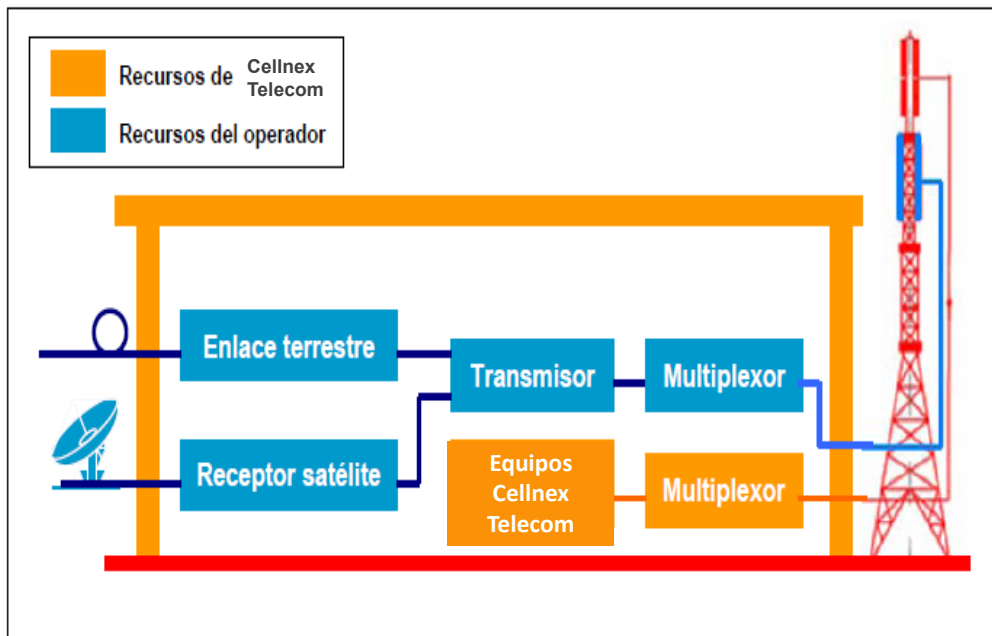 Recursos de Cellnex
Telecom
Recursos del operador
Enlace terrestre
Transmisor
Multiplexor
Receptor satélite
Equipos
Cellnex
Telecom
Multiplexor